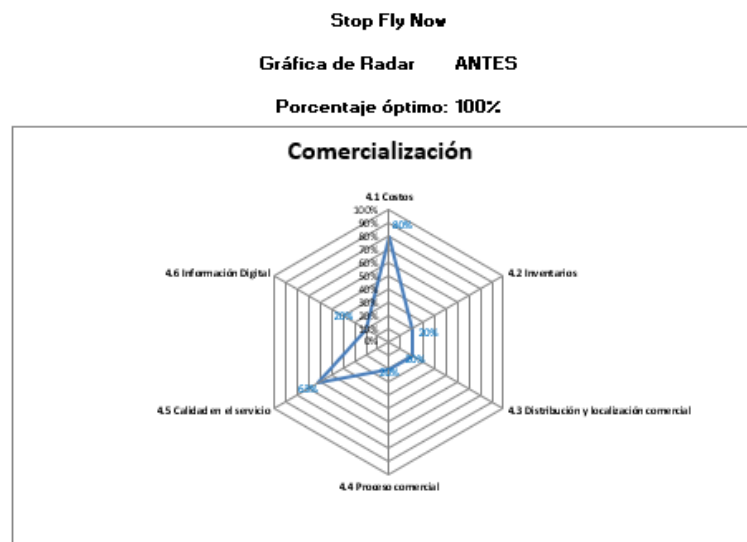 Stop Fly Now
Gráfica de Radar ANTES
Porcentaje óptimo: 100%
Comercialización
4.1 Costos
100%
90%
80%
70%
60%
50%
40%
30%
20%
10%
0%
80%
4.6 Información Digital
4.2 Inventarios
20%
20%
20%
20%
4.5 Calidad en el servicio
4.3 Distribución y localización comercial
4.4 Proceso comercial